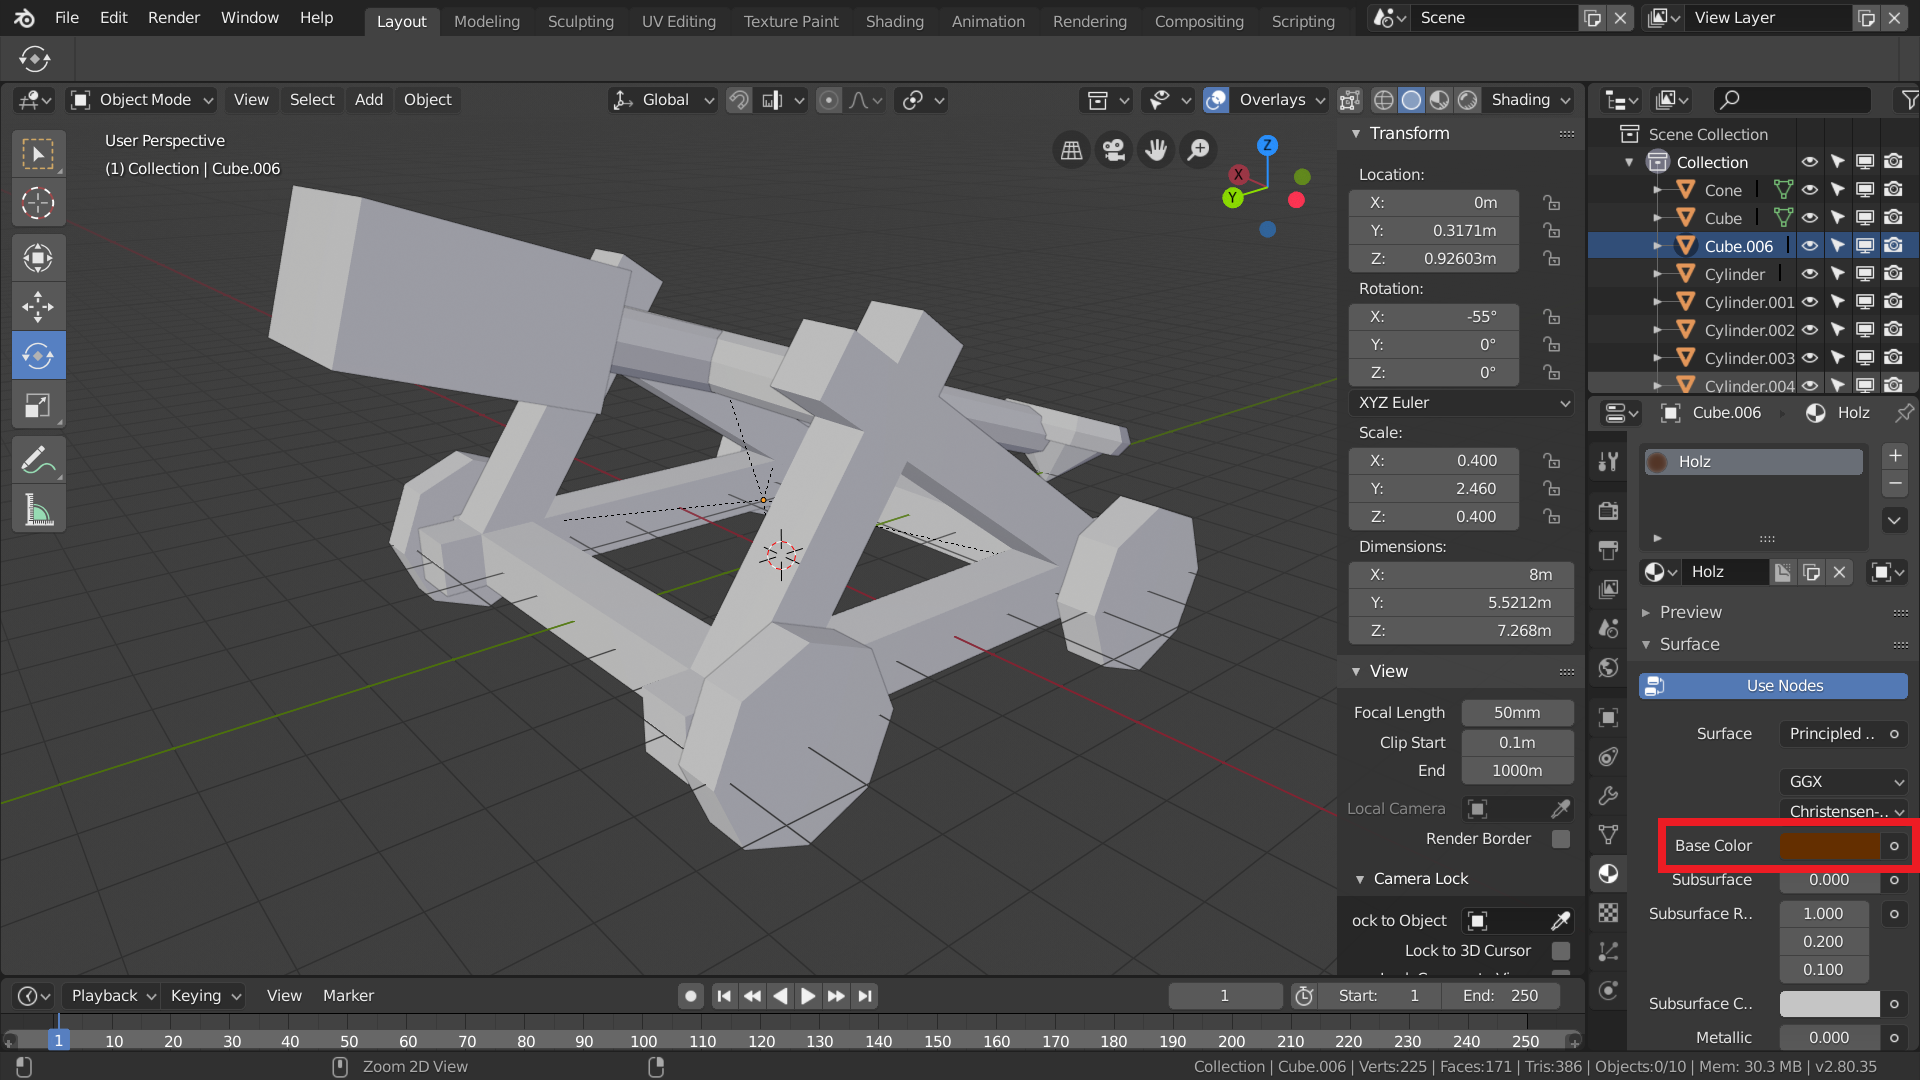 File Edit Render Window Help Layout Modeling Sculpting UV Editing Texture Paint Shading Animation Rendering Compositing Scripting Scene View Layer
Object Mode View Select Add Object Global Overlays Shading
User Perspective
(1) Collection | Cube.006
Z
X
Y
Transform
Location:
X: 0m
Y: 0.3171m
Z: 0.92603m
Rotation:
X: -55°
Y: 0°
Z: 0°
XYZ Euler
Scale:
X: 0.400
Y: 2.460
Z: 0.400
Dimensions:
X: 8m
Y: 5.5212m
Z: 7.268m
View
Focal Length 50mm
Clip Start 0.1m
End 1000m
Local Camera
Render Border
Camera Lock
ock to Object
Lock to 3D Cursor
Scene Collection
Collection
Cone
Cube
Cube.006
Cylinder
Cylinder.001
Cylinder.002
Cylinder.003
Cylinder.004
Cube.006 Holz
Holz
Holz
Preview
Surface
Use Nodes
Surface Principled ..
GGX
Christensen-..
Base Color
Subsurface 0.000
Subsurface R.. 1.000
0.200
0.100
Subsurface C..
Metallic 0.000
Playback Keying View Marker 1 Start: 1 End: 250
1 10 20 30 40 50 60 70 80 90 100 110 120 130 140 150 160 170 180 190 200 210 220 230 240 250
Zoom 2D View
Collection | Cube.006 | Verts:225 | Faces:171 | Tris:386 | Objects:0/10 | Mem: 30.3 MB | v2.80.35